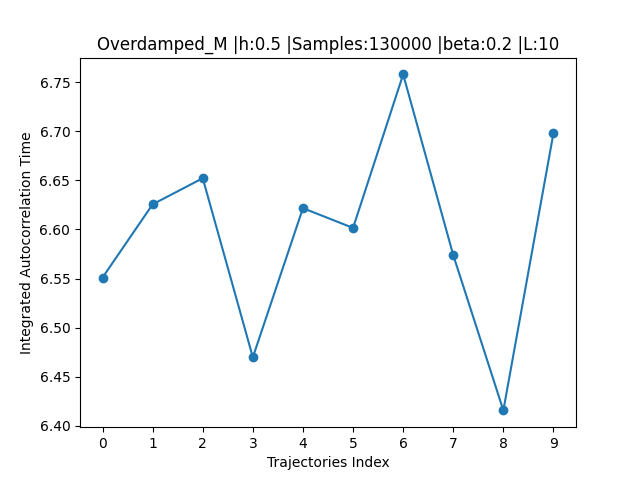 Overdamped_M |h:0.5 |Samples:130000 |beta:0.2 |L:10
Integrated Autocorrelation Time
6.75
6.70
6.65
6.60
6.55
6.50
6.45
6.40
0 1 2 3 4 5 6 7 8 9
Trajectories Index